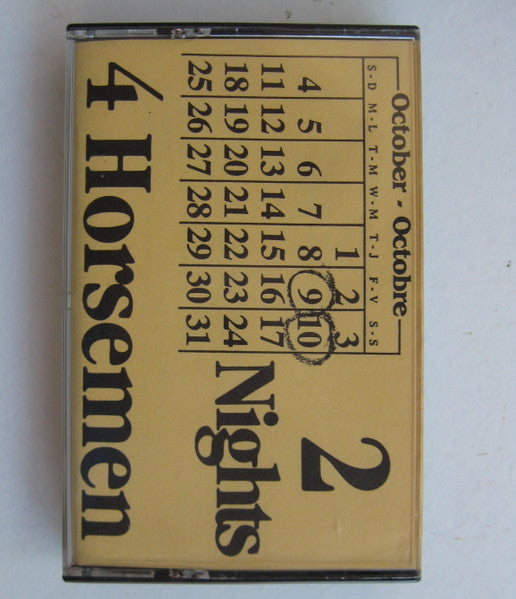 October - Octobre
S-D M-L T-M W-M T-J F-V S-S
1 2 3
4 5 6 7 8 9 10
11 12 13 14 15 16 17
18 19 20 21 22 23 24
25 26 27 28 29 30 31
2
Nights
4 Horsemen